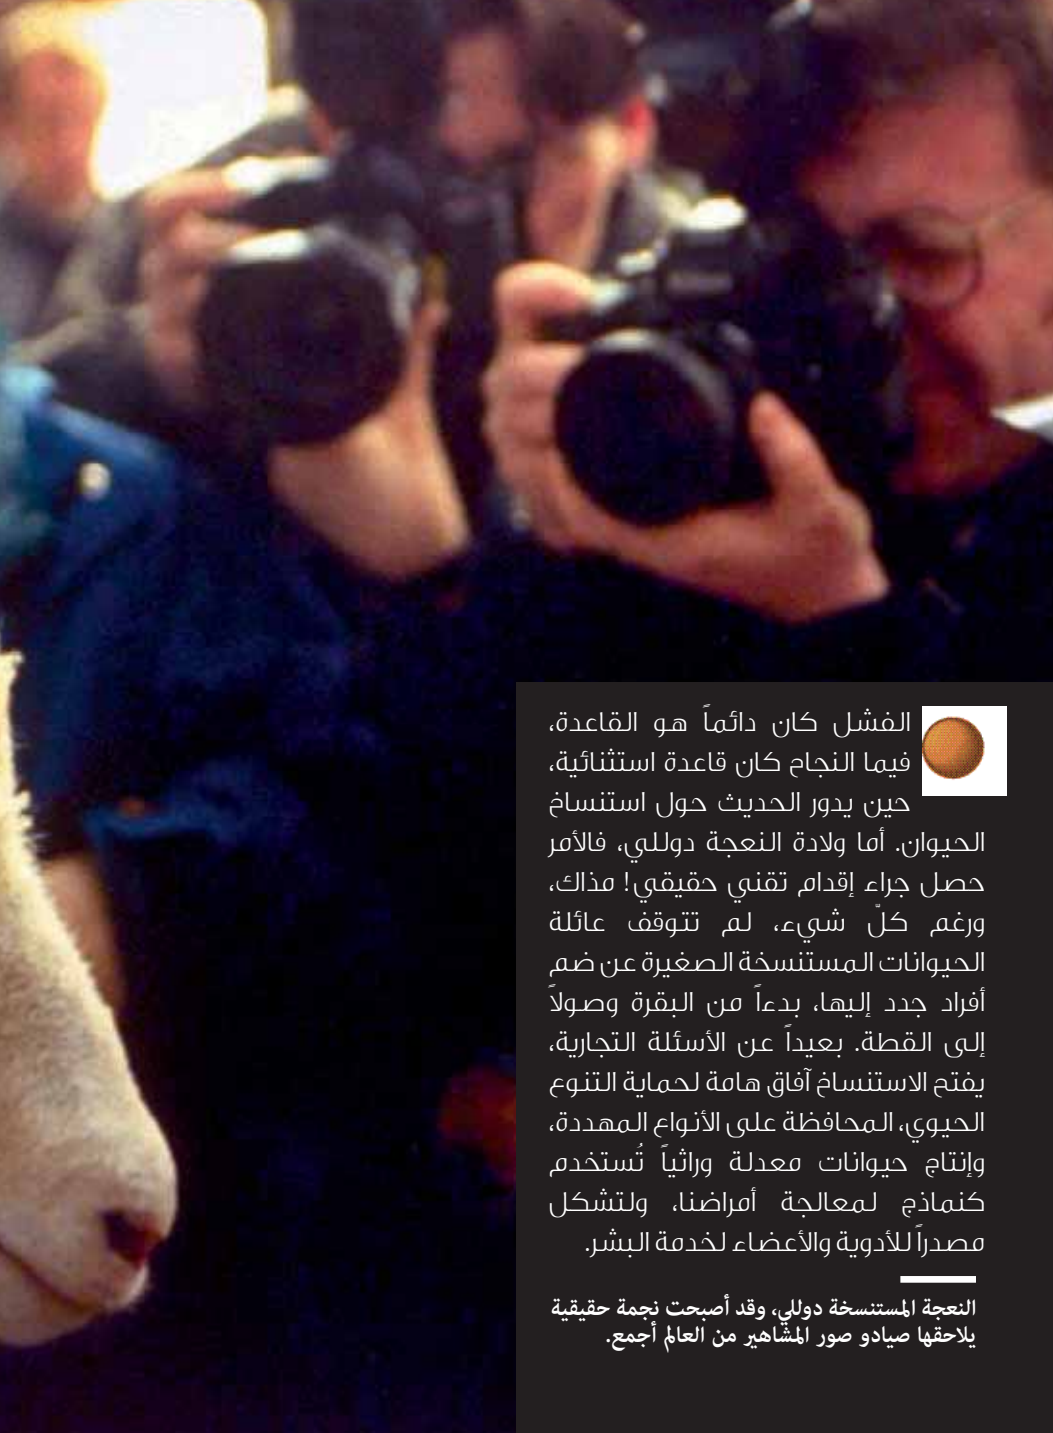 الفشل كان دائماً هو القاعدة،
فيما النجاح كان قاعدة استثنائية،
حين يدور الحديث حول استنساخ
الحيوان. أما ولادة النعجة دوللي، فالأمر
حصل جراء إقدام تقني حقيقي! مذاك،
ورغم كلّ شيء، لم تتوقف عائلة
الحيوانات المستنسخة الصغيرة عن ضم
أفراد جدد إليها، بدءاً من البقرة وصولاً
إلى القطة. بعيداً عن الأسئلة التجارية،
يفتح الاستنساخ آفاق هامة لحماية التنوع
الحيوي، المحافظة على الأنواع المهددة،
وإنتاج حيوانات معدلة وراثياً تُستخدم
كنماذج لمعالجة أمراضنا، ولتشكل
مصدراً للأدوية والأعضاء لخدمة البشر.
النعجة المستنسخة دوللي، وقد أصبحت نجمة حقيقية
يلاحقها صيادو صور المشاهير من العالم أجمع.